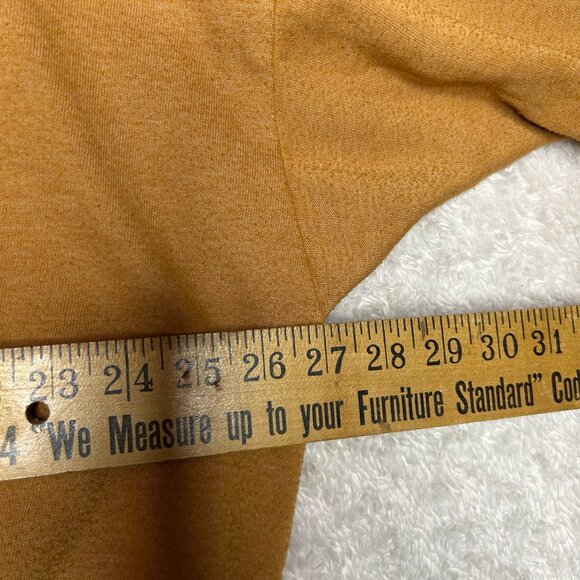 23 24 25 26 27 28 29 30 31
4 "We Measure up to your Furniture Standard" Cod